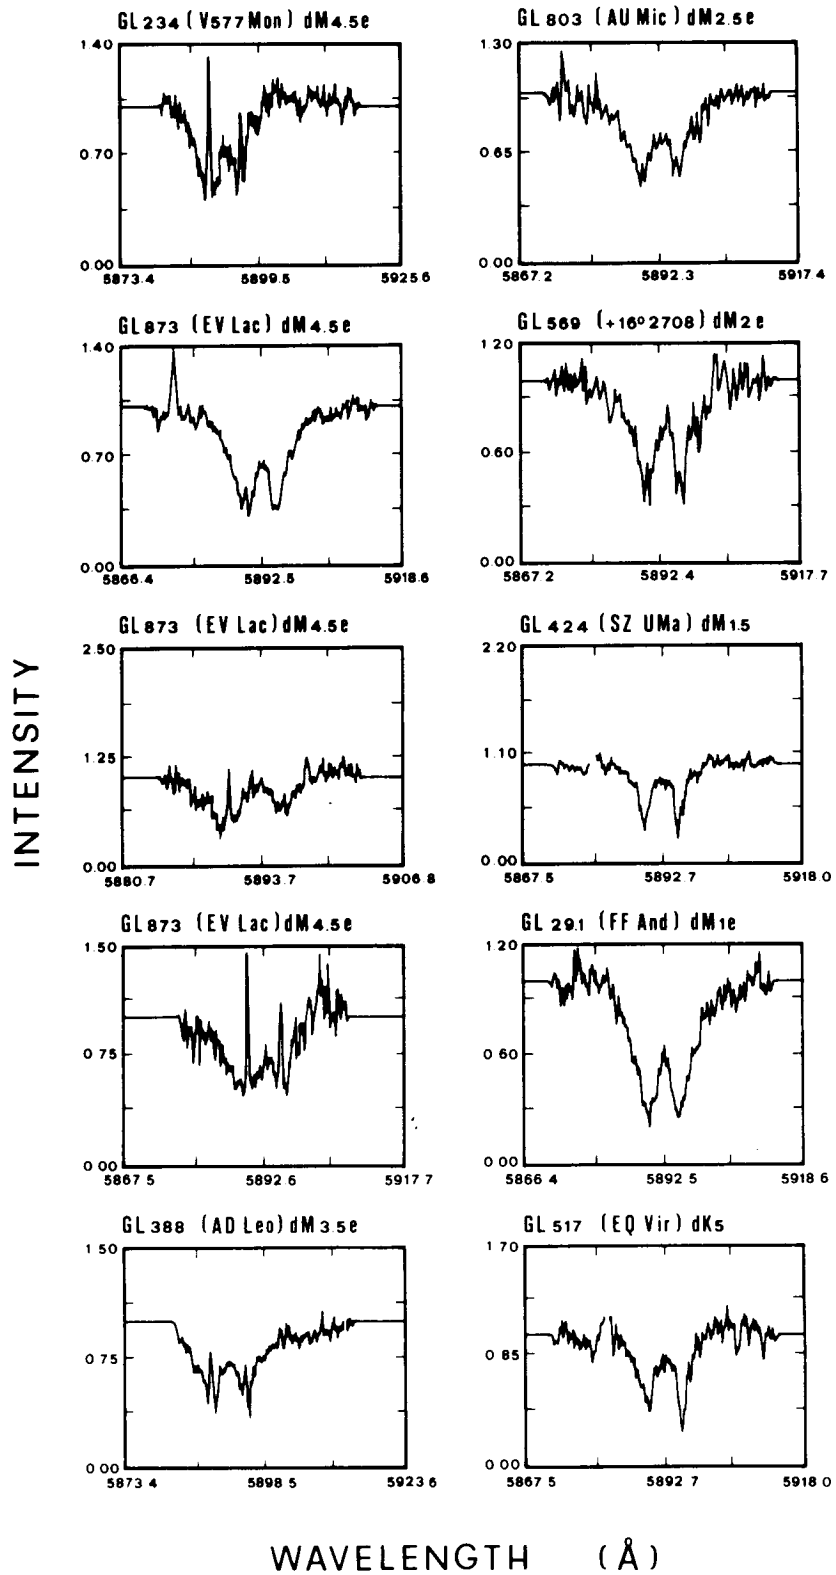 GL 234 (V577 Mon) dM4.5e
1.40
0.70
0.00
5873.4 5899.5 5925.6
GL 803 (AU Mic) dM2.5e
1.30
0.65
0.00
5867.2 5892.3 5917.4
GL 873 (EV Lac) dM4.5e
1.40
0.70
0.00
5866.4 5892.5 5918.6
GL 569 (+16º2708) dM2e
1.20
0.60
0.00
5867.2 5892.4 5917.7
GL 873 (EV Lac) dM4.5e
2.50
1.25
0.00
5880.7 5893.7 5906.8
GL 424 (SZ UMa) dM1.5
2 20
1.10
0.00
5867.5 5892.7 5918.0
GL 873 (EV Lac) dM4.5e
1.50
0.75
0 00
5867.5 5892.6 5917.7
GL 29.1 (FF And) dM1e
1.20
0 60
0 00
5866 4 5892 5 5918 6
GL 388 (AD Leo) dM3.5e
1 50
0 75
0 00
5873 4 5898 5 5923 6
GL 517 (EQ Vir) dK5
1 70
0 85
0 00
5867 5 5892 7 5918 0
INTENSITY
WAVELENGTH (Å)